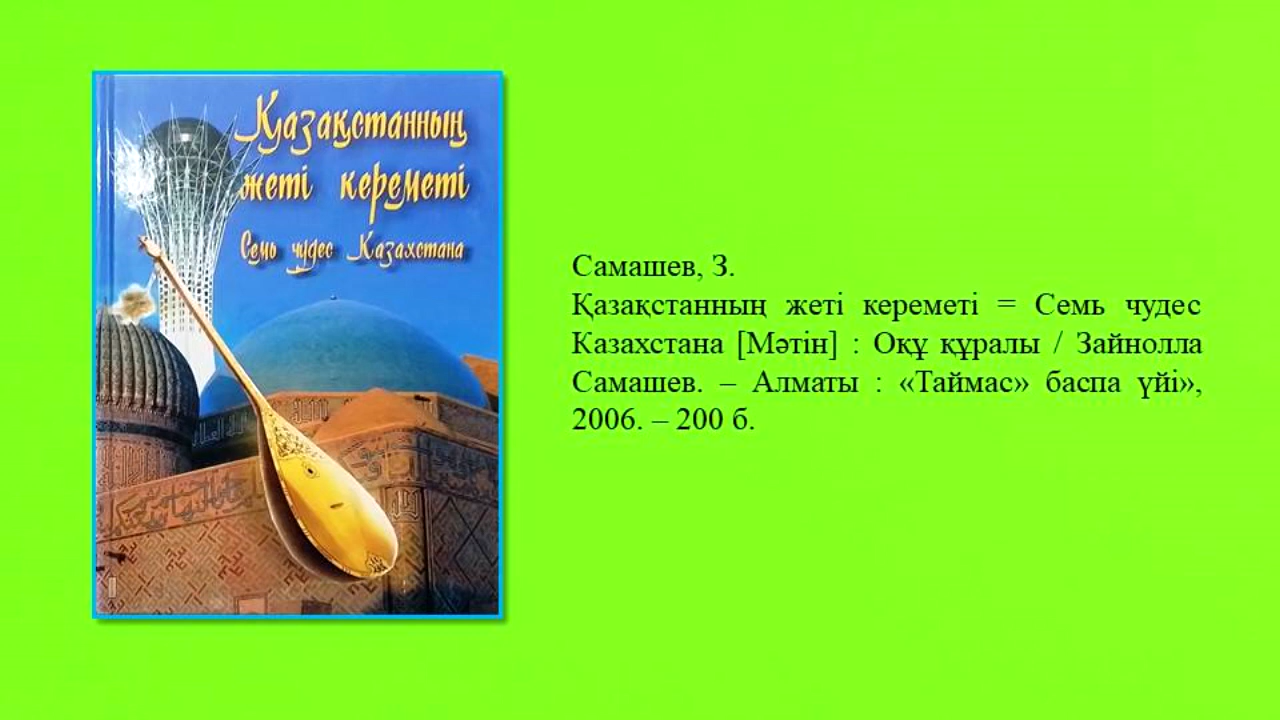 Қазақстанның
жеті кереметі
Семь чудес Казахстана
Самашев, З.
Қазақстанның жеті кереметі = Семь чудес
Казахстана [Мәтін] : Оқұ құралы / Зайнолла
Самашев. – Алматы : «Таймас» баспа үйі»,
2006. – 200 б.